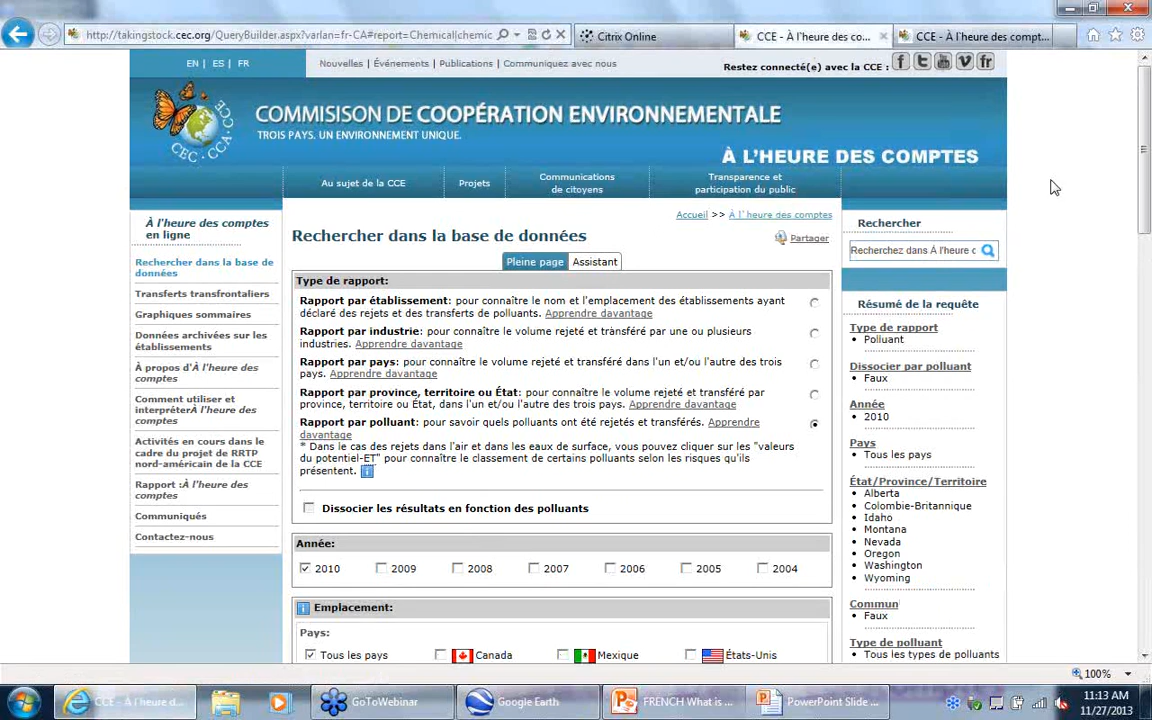 http://takingstock.cec.org/QueryBuilder.aspx?varlan=fr-CA#report=Chemical|chemic
Citrix Online
CCE - À l'heure des co...
CCE - À l'heure des compt...
EN | ES | FR
Nouvelles | Événements | Publications | Communiquez avec nous
Restez connecté(e) avec la CCE :
CEC · CCA · CCE
COMMISISON DE COOPÉRATION ENVIRONNEMENTALE
TROIS PAYS. UN ENVIRONNEMENT UNIQUE.
À L'HEURE DES COMPTES
Au sujet de la CCE
Projets
Communications de citoyens
Transparence et participation du public
Accueil >> À l`heure des comptes
À l'heure des comptes
en ligne
Rechercher dans la base de
données
Transferts transfrontaliers
Graphiques sommaires
Données archivées sur les
établissements
À propos d'À l'heure des
comptes
Comment utiliser et
interpréterÀ l'heure des
comptes
Activités en cours dans le
cadre du projet de RRTP
nord-américain de la CCE
Rapport :À l'heure des
comptes
Communiqués
Contactez-nous
Rechercher dans la base de données
Partager
Pleine page
Assistant
Type de rapport:
Rapport par établissement: pour connaître le nom et l'emplacement des établissements ayant
déclaré des rejets et des transferts de polluants. Apprendre davantage
Rapport par industrie: pour connaître le volume rejeté et transféré par une ou plusieurs
industries. Apprendre davantage
Rapport par pays: pour connaître le volume rejeté et transféré dans l'un et/ou l'autre des trois
pays. Apprendre davantage
Rapport par province, territoire ou État: pour connaître le volume rejeté et transféré par
province, territoire ou État, dans l'un et/ou l'autre des trois pays. Apprendre davantage
Rapport par polluant: pour savoir quels polluants ont été rejetés et transférés. Apprendre
davantage
* Dans le cas des rejets dans l'air et dans les eaux de surface, vous pouvez cliquer sur les "valeurs
du potentiel-ET" pour connaître le classement de certains polluants selon les risques qu'ils
présentent.
Dissocier les résultats en fonction des polluants
Année:
2010 2009 2008 2007 2006 2005 2004
Emplacement:
Pays:
Tous les pays Canada Mexique États-Unis
Rechercher
Recherchez dans À l'heure c
Résumé de la requête
Type de rapport
• Polluant
Dissocier par polluant
• Faux
Année
• 2010
Pays
• Tous les pays
État/Province/Territoire
• Alberta
• Colombie-Britannique
• Idaho
• Montana
• Nevada
• Oregon
• Washington
• Wyoming
Commun
• Faux
Type de polluant
• Tous les types de polluants
100%
CCE - À l'heure d...
GoToWebinar
Google Earth
FRENCH What is ...
PowerPoint Slide ...
11:13 AM
11/27/2013